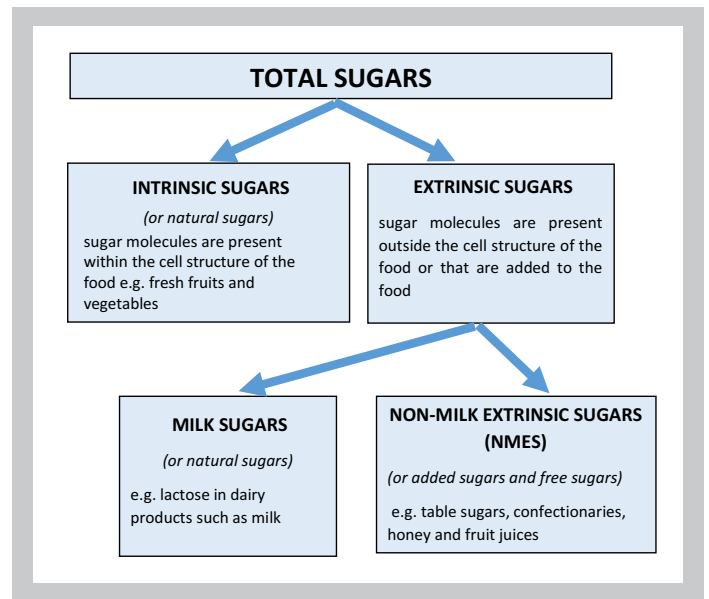 TOTAL SUGARS
INTRINSIC SUGARS
(or natural sugars)
sugar molecules are present
within the cell structure of the
food e.g. fresh fruits and
vegetables
EXTRINSIC SUGARS
sugar molecules are present
outside the cell structure of the
food or that are added to the
food
MILK SUGARS
(or natural sugars)
e.g. lactose in dairy
products such as milk
NON-MILK EXTRINSIC SUGARS
(NMES)
(or added sugars and free sugars)
e.g. table sugars, confectionaries,
honey and fruit juices